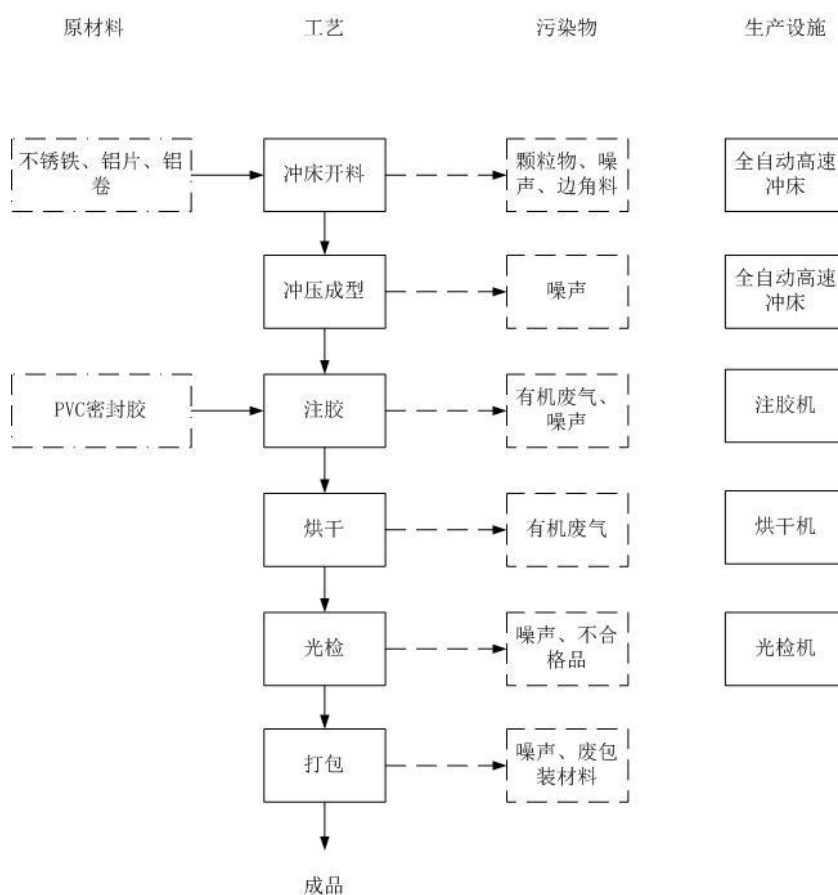 原材料
工艺
污染物
生产设施
不锈铁、铝片、铝
卷
冲床开料
颗粒物、噪
声、边角料
全自动高速
冲床
冲压成型
噪声
全自动高速
冲床
PVC密封胶
注胶
有机废气、
噪声
注胶机
烘干
有机废气
烘干机
光检
噪声、不合
格品
光检机
打包
噪声、废包
装材料
成品